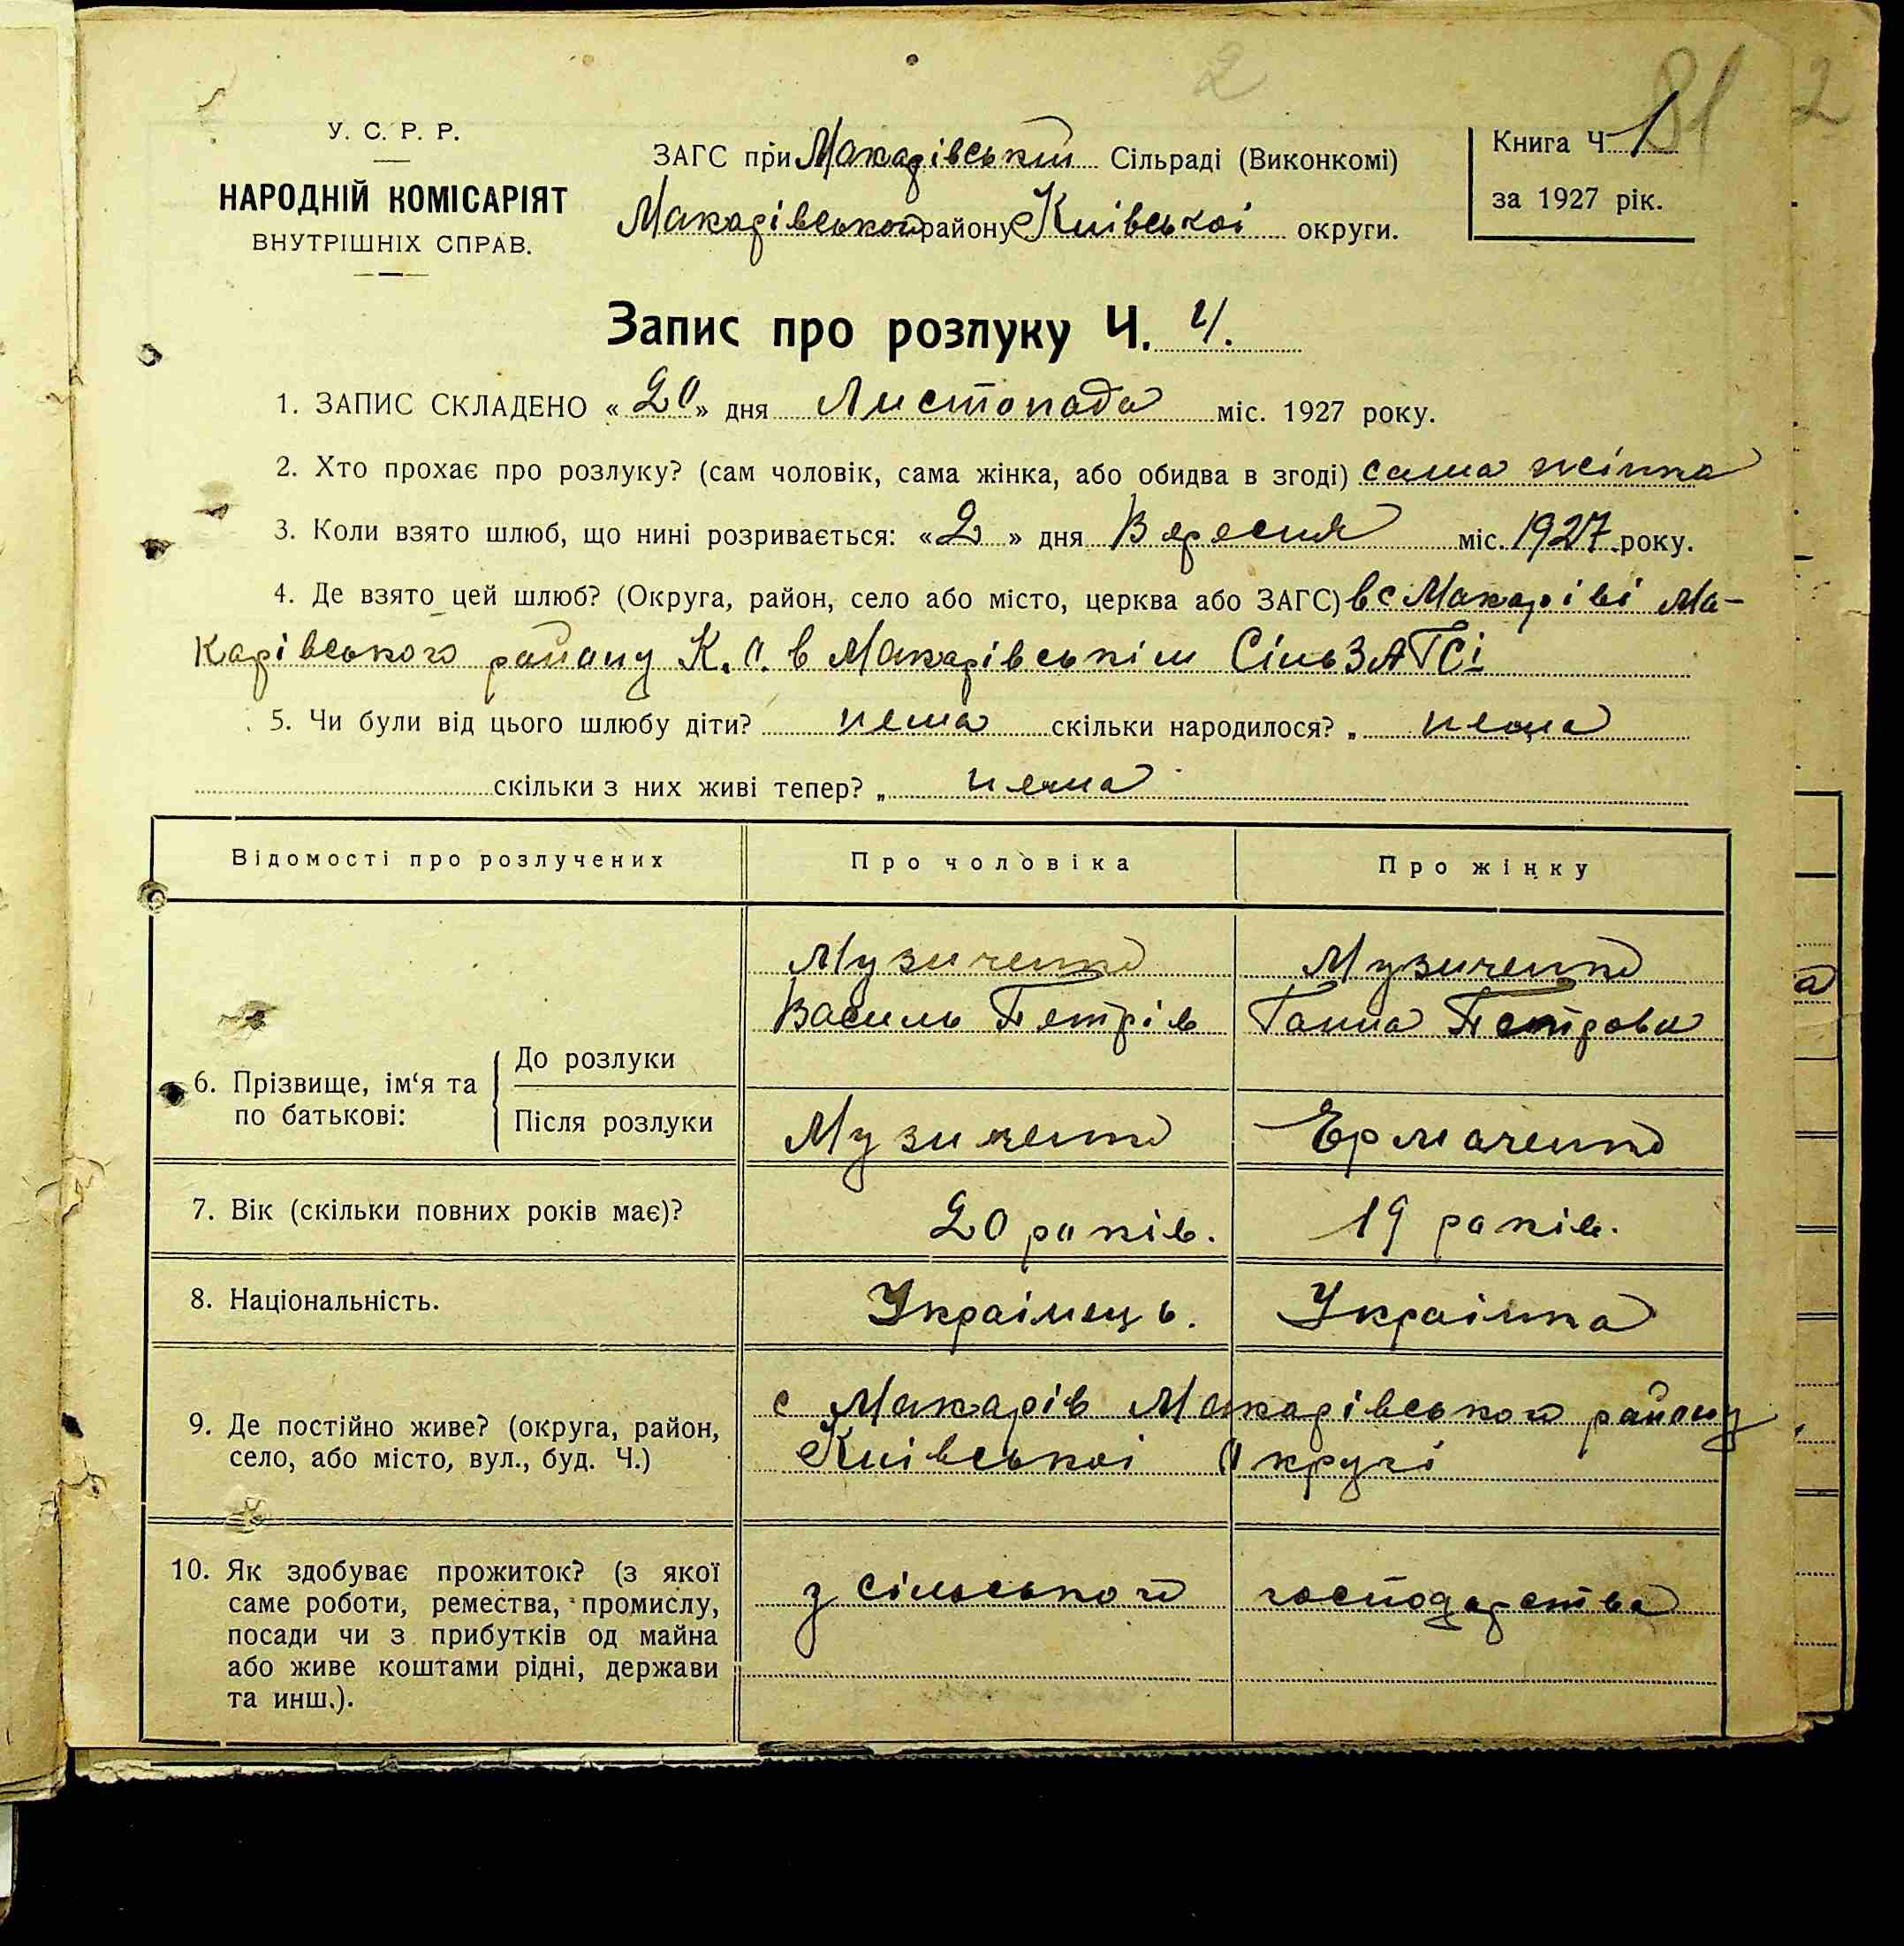 2
81
2
У. С. Р. Р.
НАРОДНІЙ КОМІСАРІЯТ
ВНУТРІШНІХ СПРАВ.
ЗАГС при Макарівській Сільраді (Виконкомі)
Макарівського району Київської округи.
Книга Ч. 1
за 1927 рік.
Запис про розлуку Ч. 4.
1. ЗАПИС СКЛАДЕНО « 20 » дня Листопада міс. 1927 року.
2. Хто прохає про розлуку? (сам чоловік, сама жінка, або обидва в згоді) сама жінка
3. Коли взято шлюб, що нині розривається: « 2 » дня Вересня міс. 1927 року.
4. Де взято цей шлюб? (Округа, район, село або місто, церква або ЗАГС) в с Макаріві Ма-
карівського району К. О. в Макарівськім СільЗАГСі
5. Чи були від цього шлюбу діти? нема скільки народилося? „ нема
скільки з них живі тепер? „ нема
Відомості про розлучених Про чоловіка Про жінку
Музиченко Музиченко
Василь Петрів Ганна Петрова
6. Прізвище, ім‘я та по батькові: До розлуки
Після розлуки Музиченко Ермаченко
7. Вік (скільки повних років має)? 20 років. 19 років.
8. Національність. Украінець. Украінка
9. Де постійно живе? (округа, район, с Макарів Макарівського району
село, або місто, вул., буд. Ч.) Киівськоі Округі
10. Як здобуває прожиток? (з якої
саме роботи, ремества, промислу, з сільського господарства
посади чи з прибутків од майна
або живе коштами рідні, держави
та инш.).